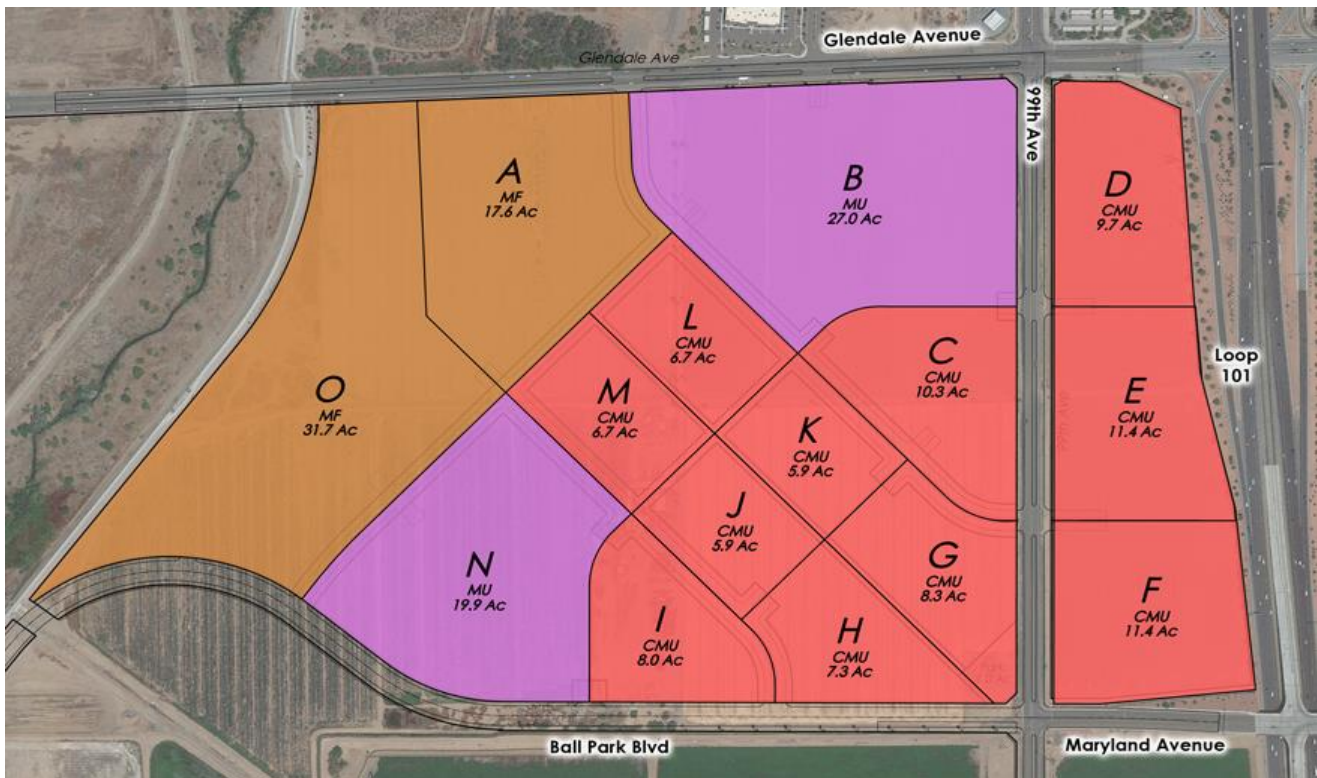 Glendale Avenue
Glendale Ave
99th Ave
A
MF
17.6 Ac
B
MU
27.0 Ac
D
CMU
9.7 Ac
L
CMU
6.7 Ac
C
CMU
10.3 Ac
Loop
101
O
MF
31.7 Ac
M
CMU
6.7 Ac
K
CMU
5.9 Ac
E
CMU
11.4 Ac
J
CMU
5.9 Ac
N
MU
19.9 Ac
G
CMU
8.3 Ac
F
CMU
11.4 Ac
I
CMU
8.0 Ac
H
CMU
7.3 Ac
Ball Park Blvd
Maryland Avenue